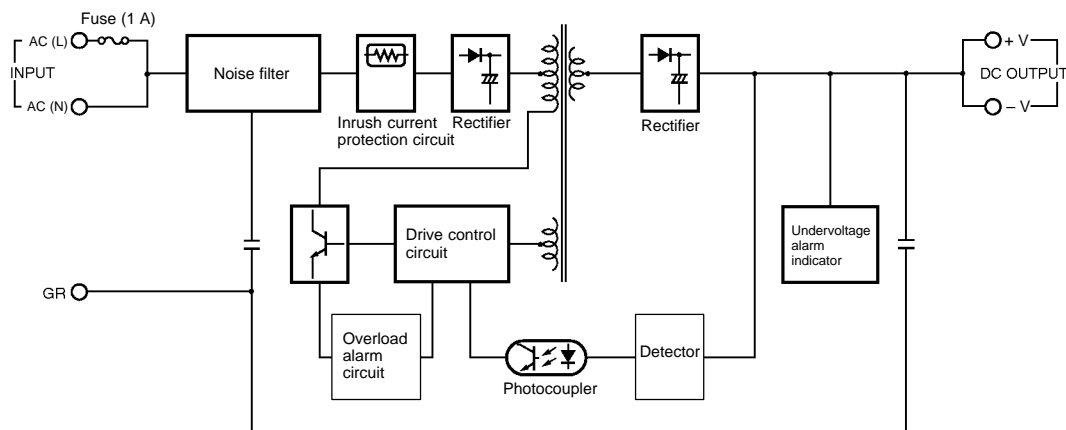 Fuse (1 A)
AC (L)
INPUT
AC (N)
Noise filter
Inrush current
protection circuit
Rectifier
Rectifier
+ V
DC OUTPUT
– V
Drive control
circuit
Undervoltage
alarm
indicator
GR
Overload
alarm
circuit
Photocoupler
Detector